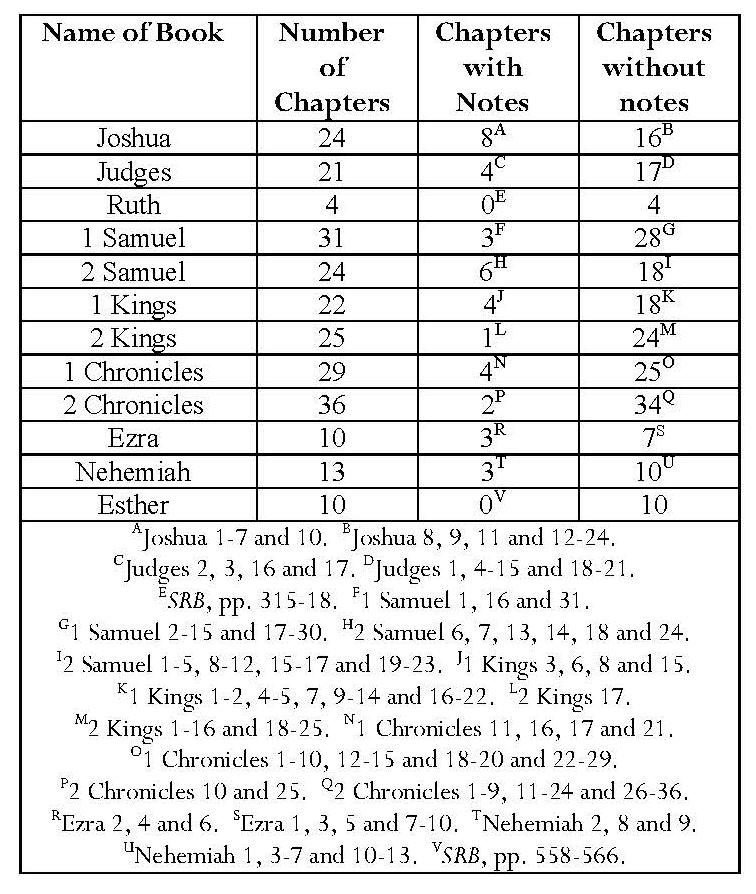 Name of Book Number of Chapters Chapters with Notes Chapters without notes
Joshua 24 8A 16B
Judges 21 4C 17D
Ruth 4 0E 4
1 Samuel 31 3F 28G
2 Samuel 24 6H 18I
1 Kings 22 4J 18K
2 Kings 25 1L 24M
1 Chronicles 29 4N 25O
2 Chronicles 36 2P 34Q
Ezra 10 3R 7S
Nehemiah 13 3T 10U
Esther 10 0V 10
AJoshua 1-7 and 10. BJoshua 8, 9, 11 and 12-24.
CJudges 2, 3, 16 and 17. DJudges 1, 4-15 and 18-21.
ESRB, pp. 315-18. F1 Samuel 1, 16 and 31.
G1 Samuel 2-15 and 17-30. H2 Samuel 6, 7, 13, 14, 18 and 24.
I2 Samuel 1-5, 8-12, 15-17 and 19-23. J1 Kings 3, 6, 8 and 15.
K1 Kings 1-2, 4-5, 7, 9-14 and 16-22. L2 Kings 17.
M2 Kings 1-16 and 18-25. N1 Chronicles 11, 16, 17 and 21.
O1 Chronicles 1-10, 12-15 and 18-20 and 22-29.
P2 Chronicles 10 and 25. Q2 Chronicles 1-9, 11-24 and 26-36.
REzra 2, 4 and 6. SEzra 1, 3, 5 and 7-10. TNehemiah 2, 8 and 9.
UNehemiah 1, 3-7 and 10-13. VSRB, pp. 558-566.